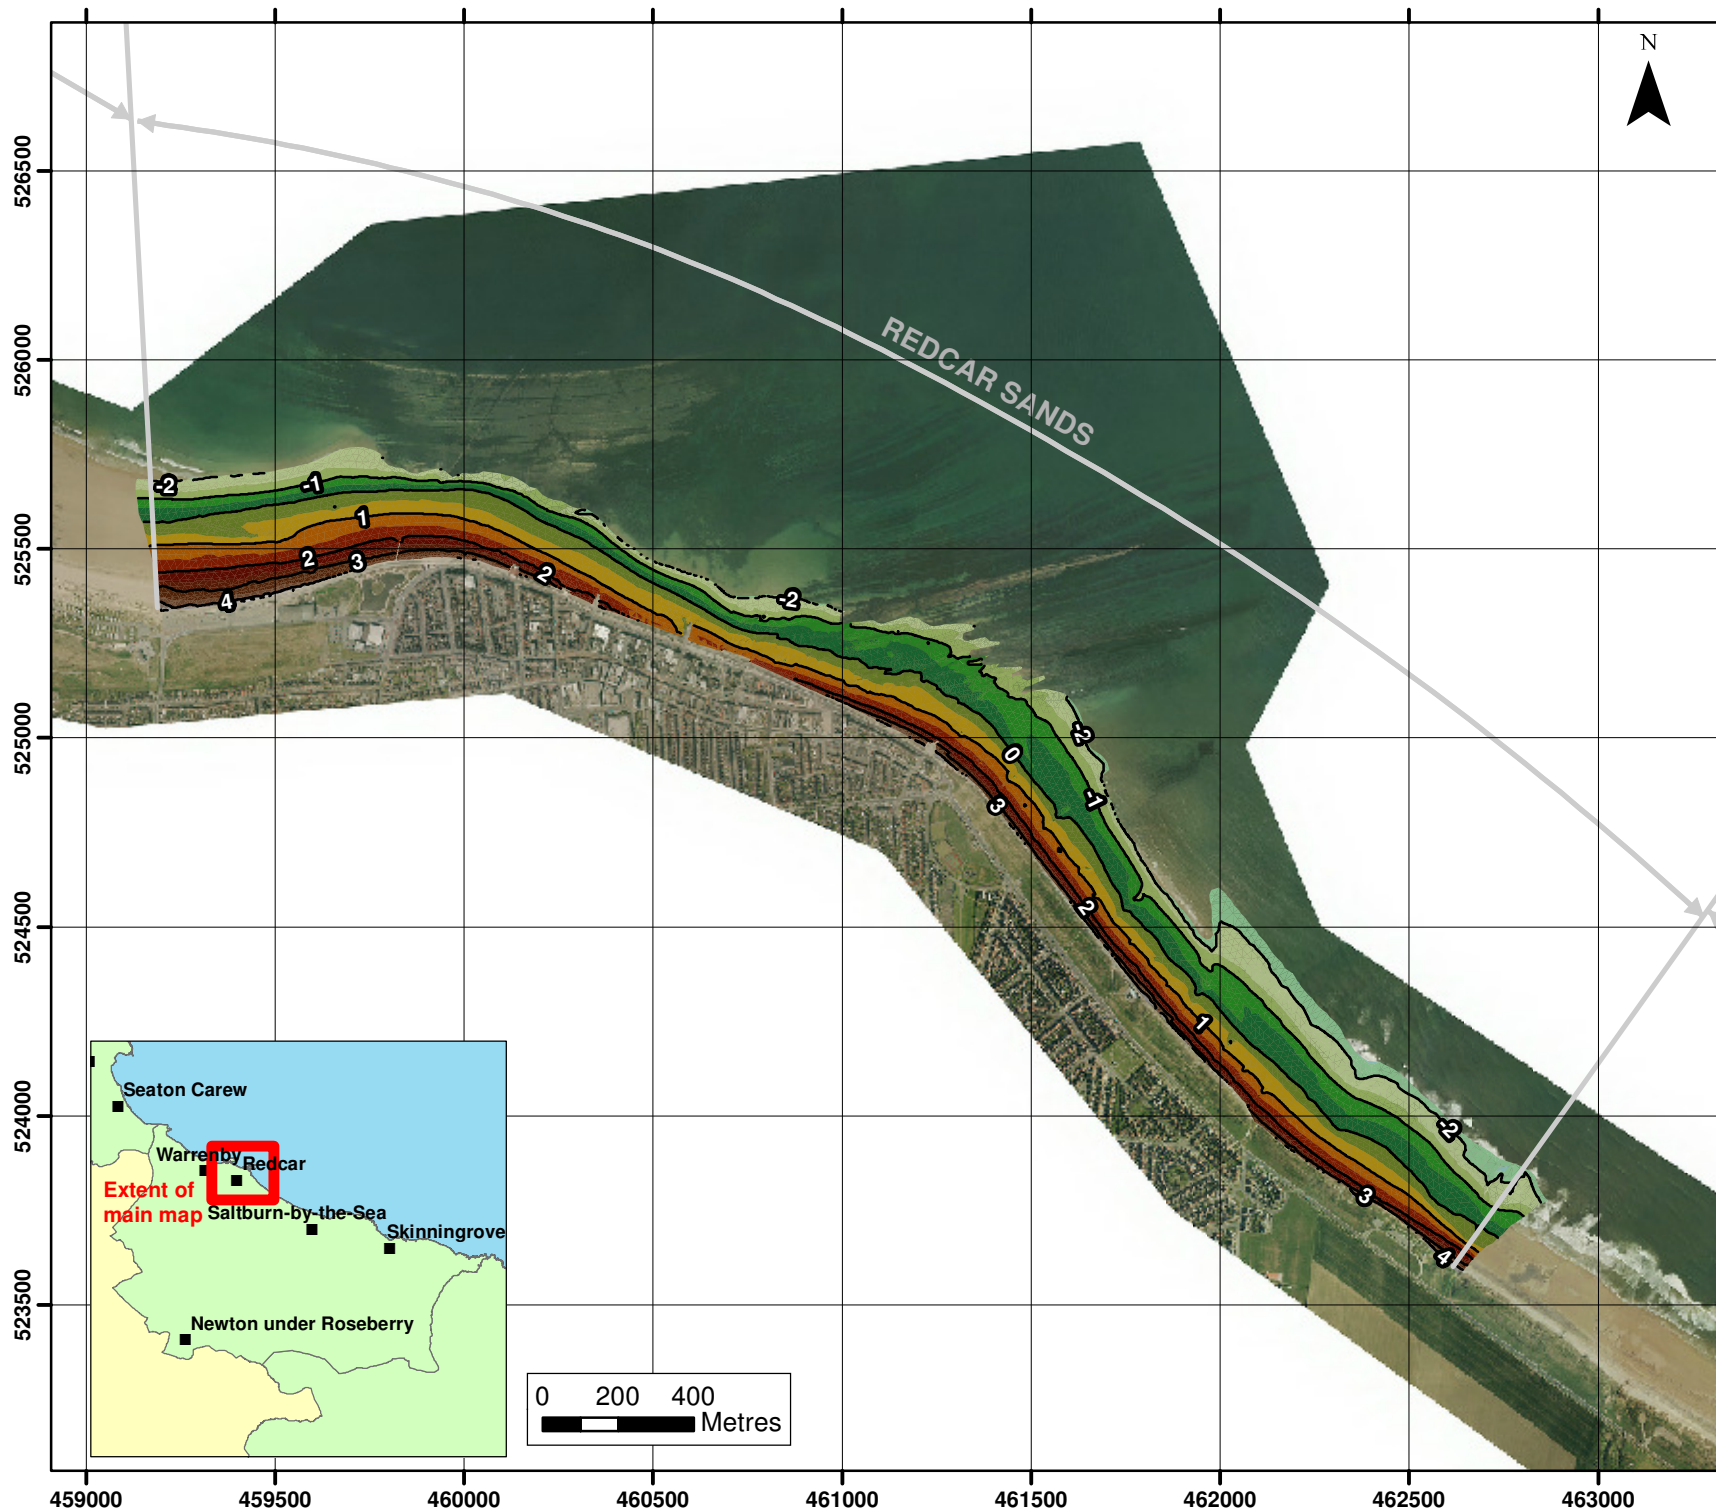 N
526500
526000
525500
525000
524500
524000
523500
REDCAR SANDS
-2
-1
1
2
3
4
2
-2
-2
0
-1
3
2
1
-2
3
4
Seaton Carew
Warrenby
Redcar
Extent of
main map
Saltburn-by-the-Sea
Skinningrove
Newton under Roseberry
0 200 400
Metres
459000 459500 460000 460500 461000 461500 462000 462500 463000